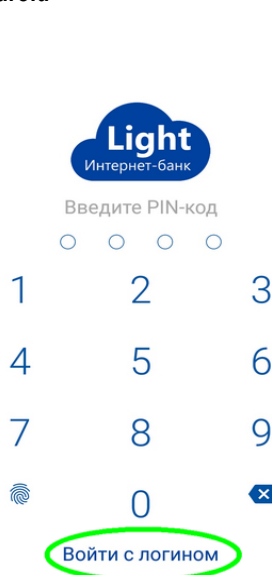 Light
Интернет-банк
Введите PIN-код
1 2 3
4 5 6
7 8 9
0
Войти с логином